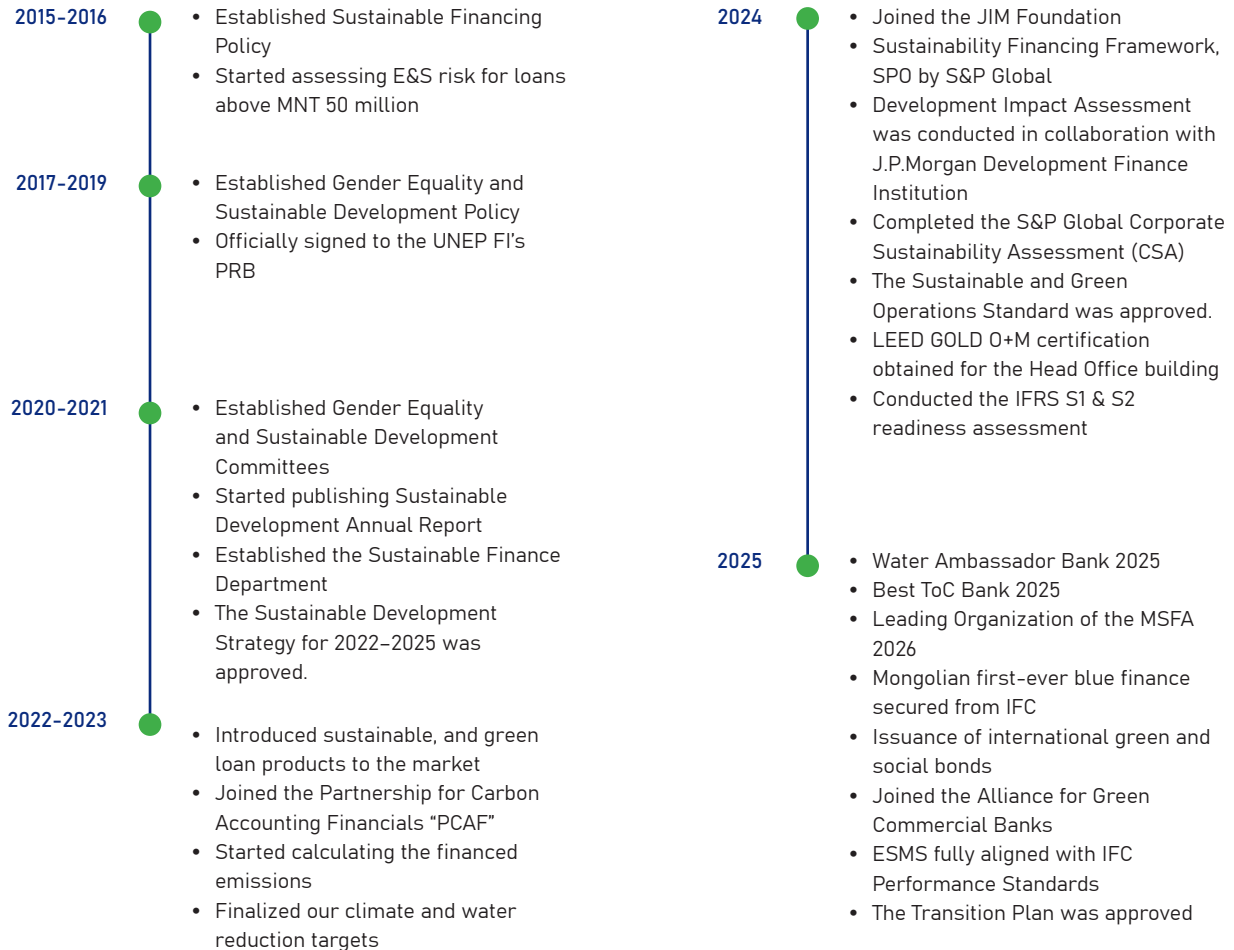 2015-2016
• Established Sustainable Financing
Policy
• Started assessing E&S risk for loans
above MNT 50 million
2017-2019
• Established Gender Equality and
Sustainable Development Policy
• Officially signed to the UNEP FI's
PRB
2020-2021
• Established Gender Equality
and Sustainable Development
Committees
• Started publishing Sustainable
Development Annual Report
• Established the Sustainable Finance
Department
• The Sustainable Development
Strategy for 2022–2025 was
approved.
2022-2023
• Introduced sustainable, and green
loan products to the market
• Joined the Partnership for Carbon
Accounting Financials “PCAF”
• Started calculating the financed
emissions
• Finalized our climate and water
reduction targets
2024
• Joined the JIM Foundation
• Sustainability Financing Framework,
SPO by S&P Global
• Development Impact Assessment
was conducted in collaboration with
J.P.Morgan Development Finance
Institution
• Completed the S&P Global Corporate
Sustainability Assessment (CSA)
• The Sustainable and Green
Operations Standard was approved.
• LEED GOLD O+M certification
obtained for the Head Office building
• Conducted the IFRS S1 & S2
readiness assessment
2025
• Water Ambassador Bank 2025
• Best ToC Bank 2025
• Leading Organization of the MSFA
2026
• Mongolian first-ever blue finance
secured from IFC
• Issuance of international green and
social bonds
• Joined the Alliance for Green
Commercial Banks
• ESMS fully aligned with IFC
Performance Standards
• The Transition Plan was approved